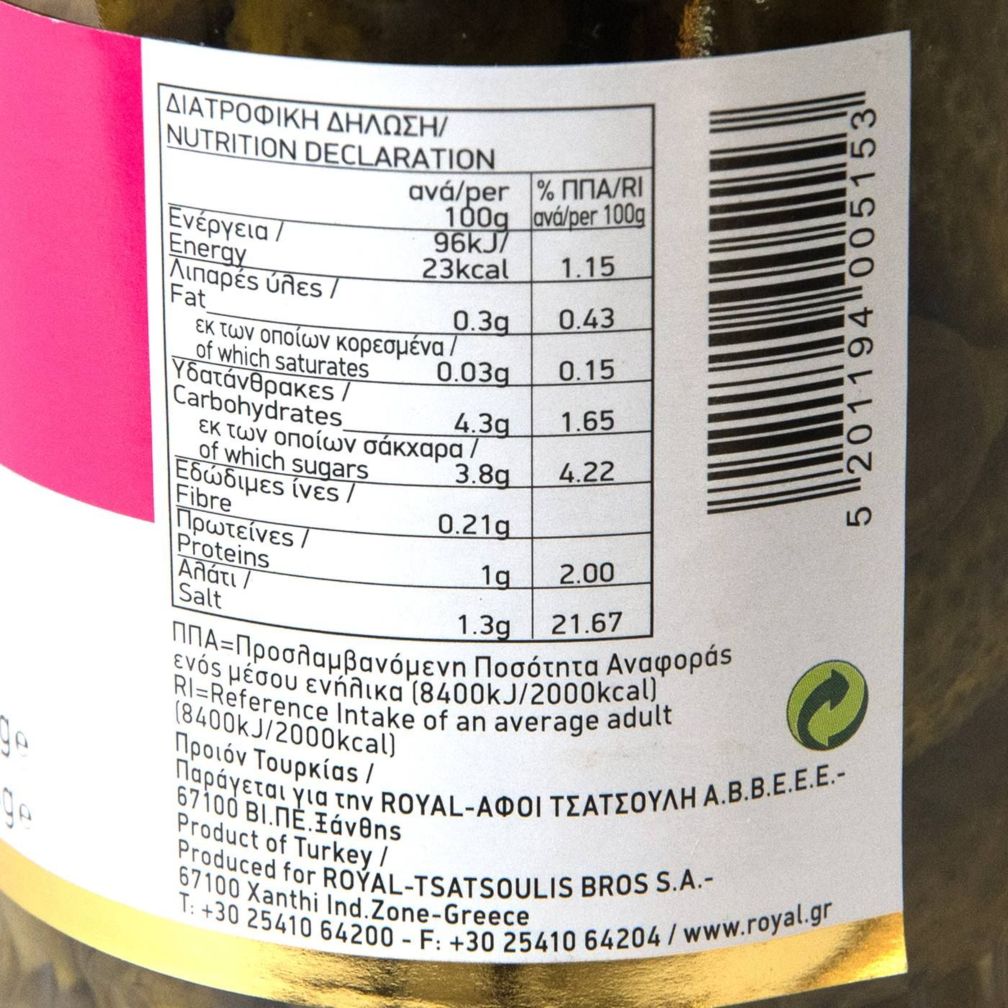 ΔΙΑΤΡΟΦΙΚΗ ΔΗΛΩΣΗ/
NUTRITION DECLARATION
ανά/per 100g
% ΠΠΑ/RI ανά/per 100g
Ενέργεια /
Energy
96kJ/
23kcal 1.15
Λιπαρές ύλες /
Fat
0.3g 0.43
εκ των οποίων κορεσμένα /
of which saturates
0.03g 0.15
Υδατάνθρακες /
Carbohydrates
4.3g 1.65
εκ των οποίων σάκχαρα /
of which sugars
3.8g 4.22
Εδώδιμες ίνες /
Fibre
0.21g
Πρωτείνες /
Proteins
1g 2.00
Αλάτι /
Salt
1.3g 21.67
ΠΠΑ=Προσλαμβανόμενη Ποσότητα Αναφοράς
ενός μέσου ενήλικα (8400kJ/2000kcal)
RI=Reference Intake of an average adult
(8400kJ/2000kcal)
Προιόν Τουρκίας /
Παράγεται για την ROYAL-ΑΦΟΙ ΤΣΑΤΣΟΥΛΗ Α.Β.Β.Ε.Ε.Ε.-
67100 ΒΙ.ΠΕ.Ξάνθης
Product of Turkey /
Produced for ROYAL-TSATSOULIS BROS S.A.-
67100 Xanthi Ind.Zone-Greece
T: +30 25410 64200 - F: +30 25410 64204 / www.royal.gr
5 201194 005153
ge
ge